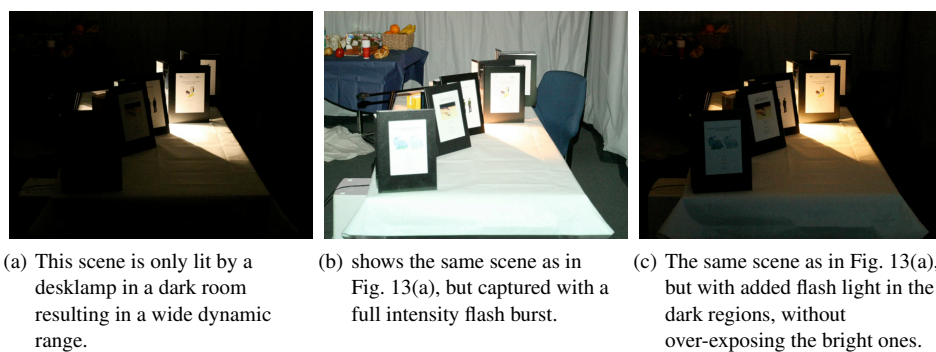 (a) This scene is only lit by a
desklamp in a dark room
resulting in a wide dynamic
range.
(b) shows the same scene as in
Fig. 13(a), but captured with a
full intensity flash burst.
(c) The same scene as in Fig. 13(a),
but with added flash light in the
dark regions, without
over-exposing the bright ones.